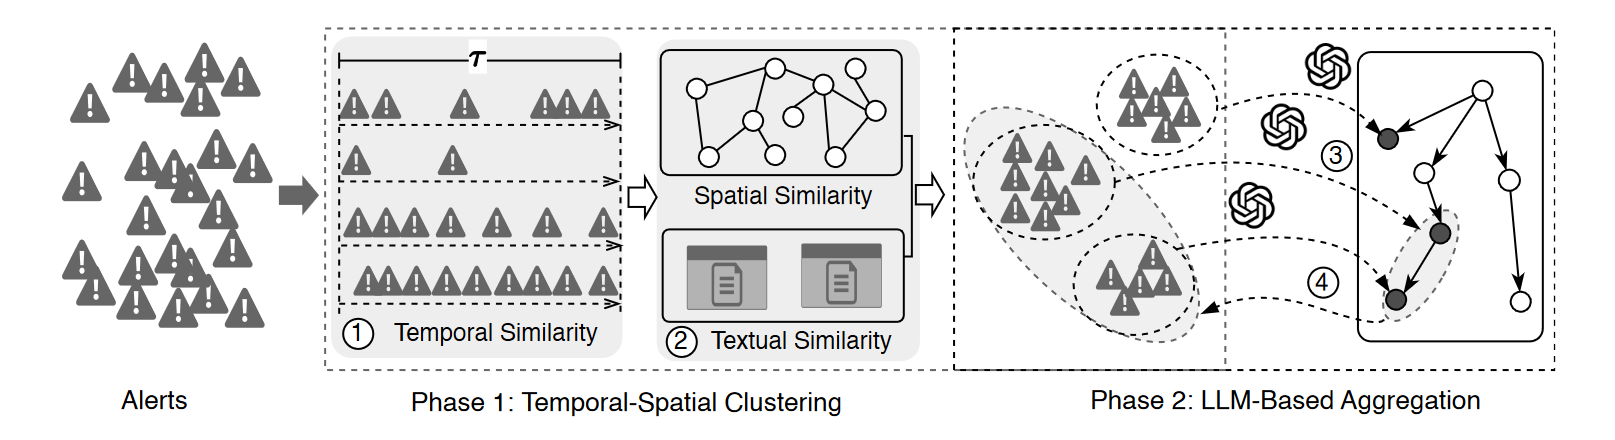 τ
Spatial Similarity
① Temporal Similarity
② Textual Similarity
③
④
Alerts
Phase 1: Temporal-Spatial Clustering
Phase 2: LLM-Based Aggregation